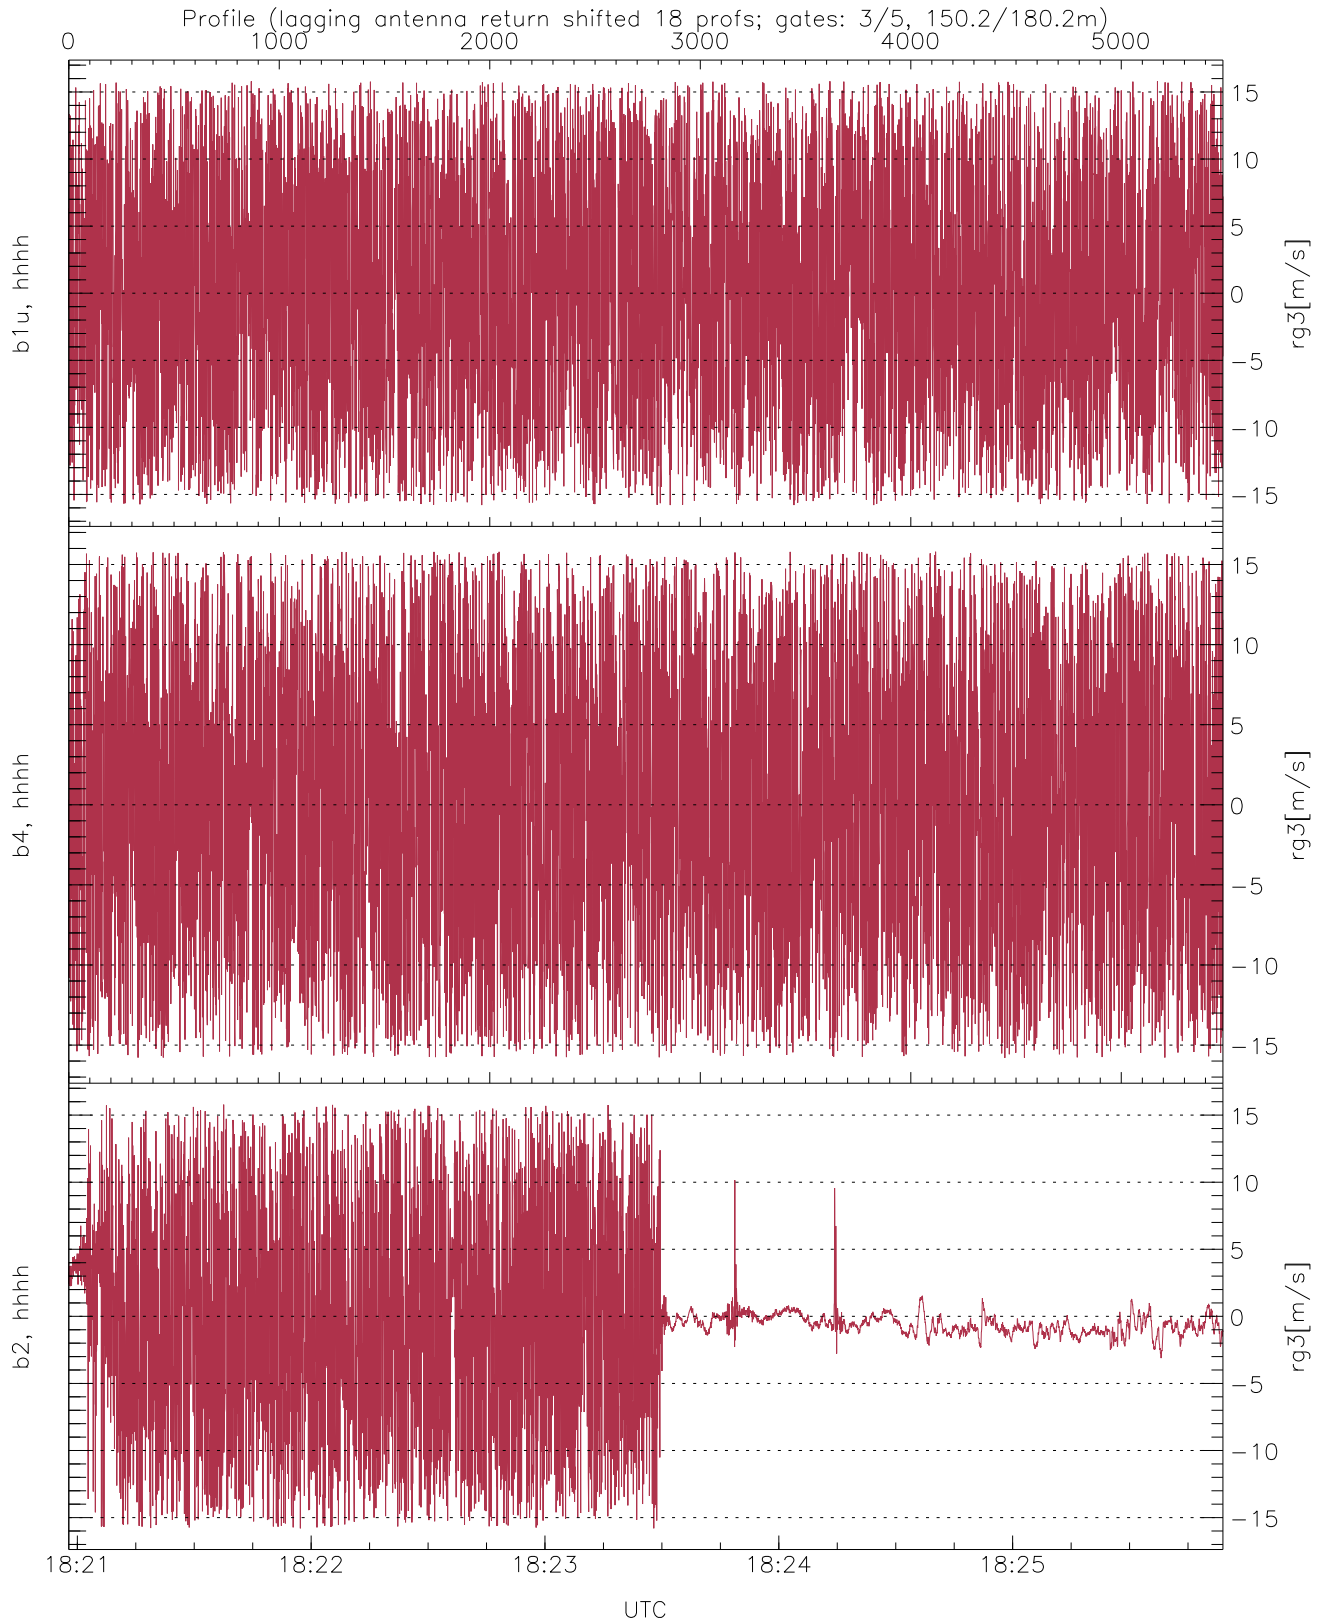 Profile (lagging antenna return shifted 18 profs; gates: 3/5, 150.2/180.2m)
0 1000 2000 3000 4000 5000
15
10
5
0
-5
-10
-15
b1u, hhhh
rg3[m/s]
15
10
5
0
-5
-10
-15
b4, hhhh
rg3[m/s]
15
10
5
0
-5
-10
-15
b2, hhhh
rg3[m/s]
18:21 18:22 18:23 18:24 18:25
UTC